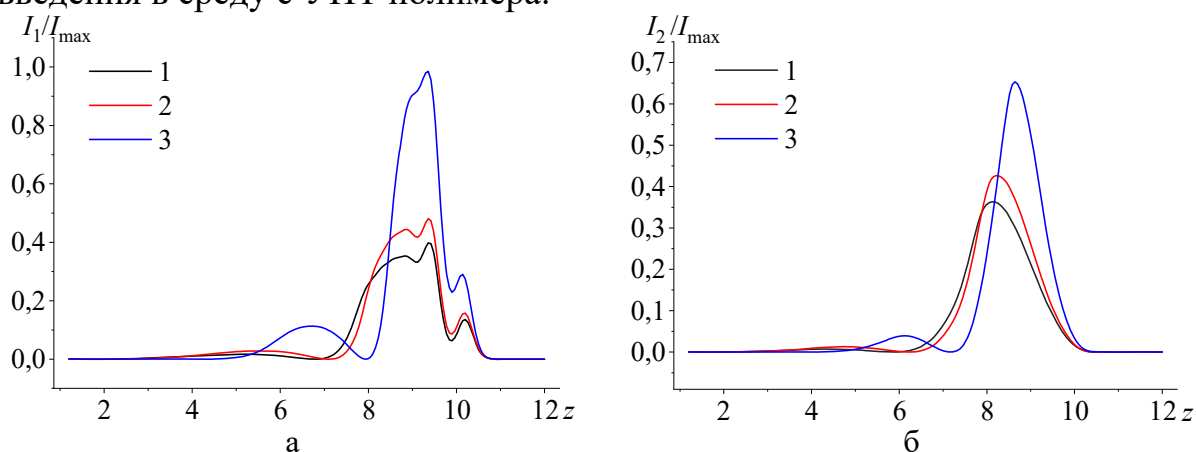 введения в среду с УНТ полимера.
I₁/Iₘₐₓ
1,0
0,8
0,6
0,4
0,2
0,0
1
2
3
2 4 6 8 10 12 z
а
I₂/Iₘₐₓ
0,7
0,6
0,5
0,4
0,3
0,2
0,1
0,0
1
2
3
2 4 6 8 10 12 z
б